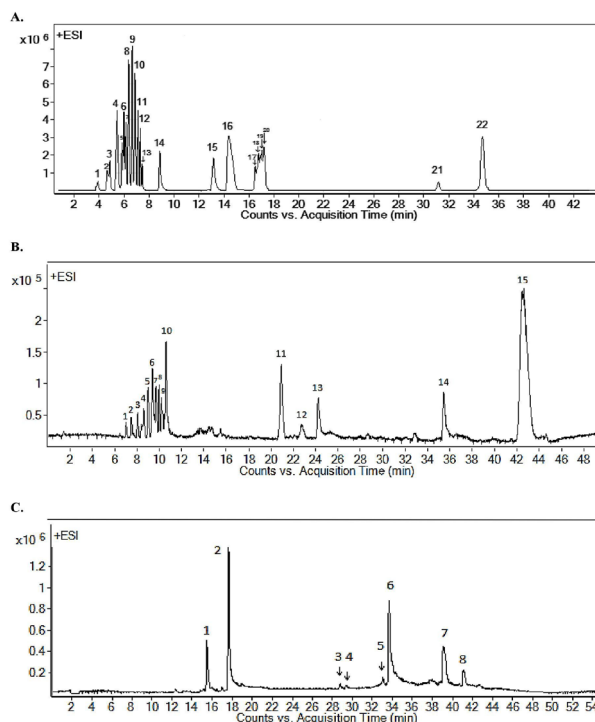 A.
x10 6 +ESI
7
6
5
4
3
2
1
1 2 3 4 5 6 7 8 9 10 11 12 13 14 15 16 17 18 19 20 21 22
2 4 6 8 10 12 14 16 18 20 22 24 26 28 30 32 34 36 38 40 42
Counts vs. Acquisition Time (min)
B.
x10 5 +ESI
2
1.5
1
0.5
1 2 3 4 5 6 7 8 9 10 11 12 13 14 15
2 4 6 8 10 12 14 16 18 20 22 24 26 28 30 32 34 36 38 40 42 44 46 48
Counts vs. Acquisition Time (min)
C.
x10 6 +ESI
1.2
1
0.8
0.6
0.4
0.2
1 2 3 4 5 6 7 8
2 4 6 8 10 12 14 16 18 20 22 24 26 28 30 32 34 36 38 40 42 44 46 48 50 52 54
Counts vs. Acquisition Time (min)